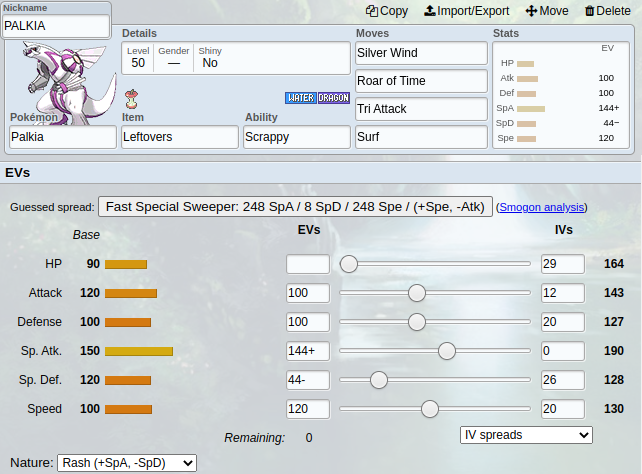 Nickname
PALKIA
Copy Import/Export Move Delete
Details
Level Gender Shiny
50 — No
WATER DRAGON
Pokémon
Palkia
Item
Leftovers
Ability
Scrappy
Moves
Silver Wind
Roar of Time
Tri Attack
Surf
Stats
EV
HP
Atk 100
Def 100
SpA 144+
SpD 44−
Spe 120
EVs
Guessed spread: Fast Special Sweeper: 248 SpA / 8 SpD / 248 Spe / (+Spe, -Atk) (Smogon analysis)
Base EVs IVs
HP 90 29 164
Attack 120 100 12 143
Defense 100 100 20 127
Sp. Atk. 150 144+ 0 190
Sp. Def. 120 44- 26 128
Speed 100 120 20 130
Remaining: 0 IV spreads
Nature: Rash (+SpA, -SpD)